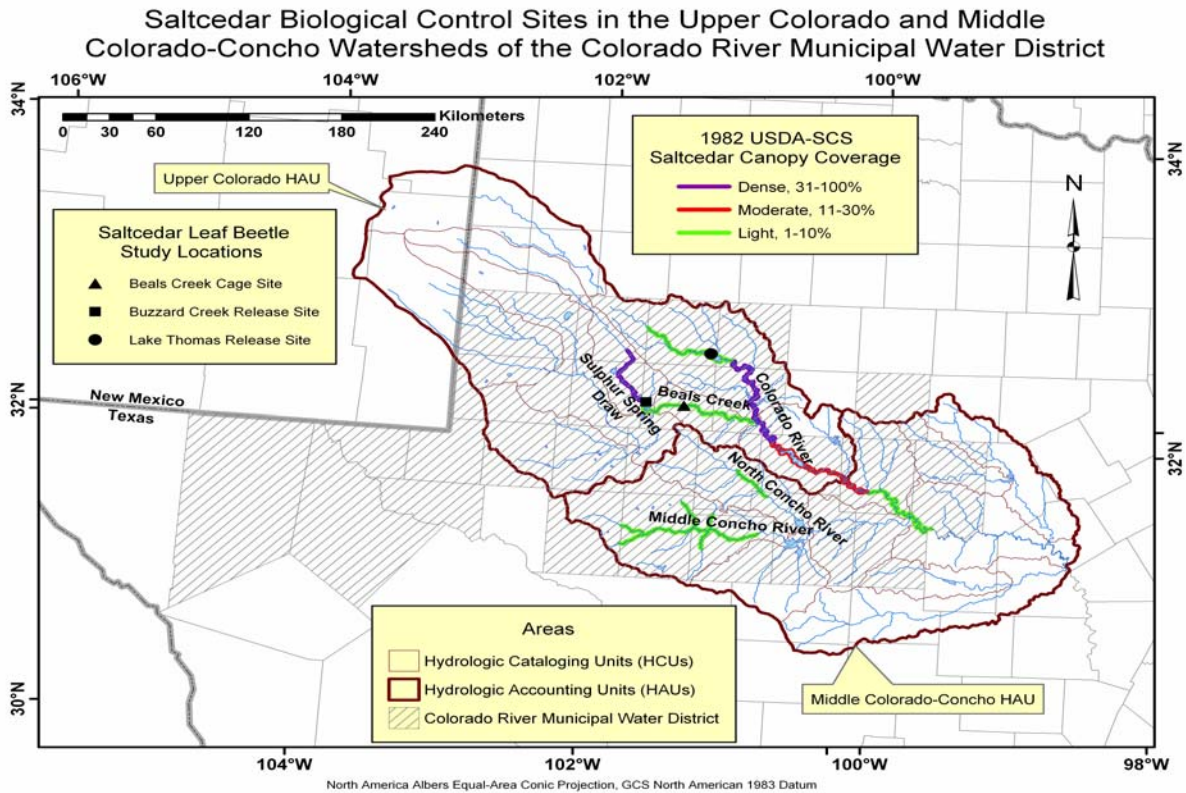 Saltcedar Biological Control Sites in the Upper Colorado and Middle
Colorado-Concho Watersheds of the Colorado River Municipal Water District
106°W
104°W
102°W
100°W
34°N
34°N
Kilometers
0 30 60 120 180 240
1982 USDA-SCS
Saltcedar Canopy Coverage
Dense, 31-100%
Moderate, 11-30%
Light, 1-10%
N
Upper Colorado HAU
Saltcedar Leaf Beetle
Study Locations
Beals Creek Cage Site
Buzzard Creek Release Site
Lake Thomas Release Site
Sulphur Spring
Draw
Beals Creek
Colorado River
32°N
New Mexico
Texas
32°N
North Concho River
Middle Concho River
Areas
Hydrologic Cataloging Units (HCUs)
Hydrologic Accounting Units (HAUs)
Colorado River Municipal Water District
Middle Colorado-Concho HAU
30°N
104°W
102°W
100°W
98°W
North America Albers Equal-Area Conic Projection, GCS North American 1983 Datum